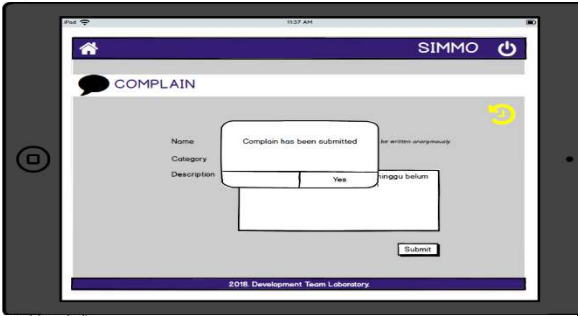 iPad 11:37 AM
SIMMO
COMPLAIN
Name
Complain has been submitted
be written anonymously
Category
Description
Yes
minggu belum
Submit
2018. Development Team Laboratory.